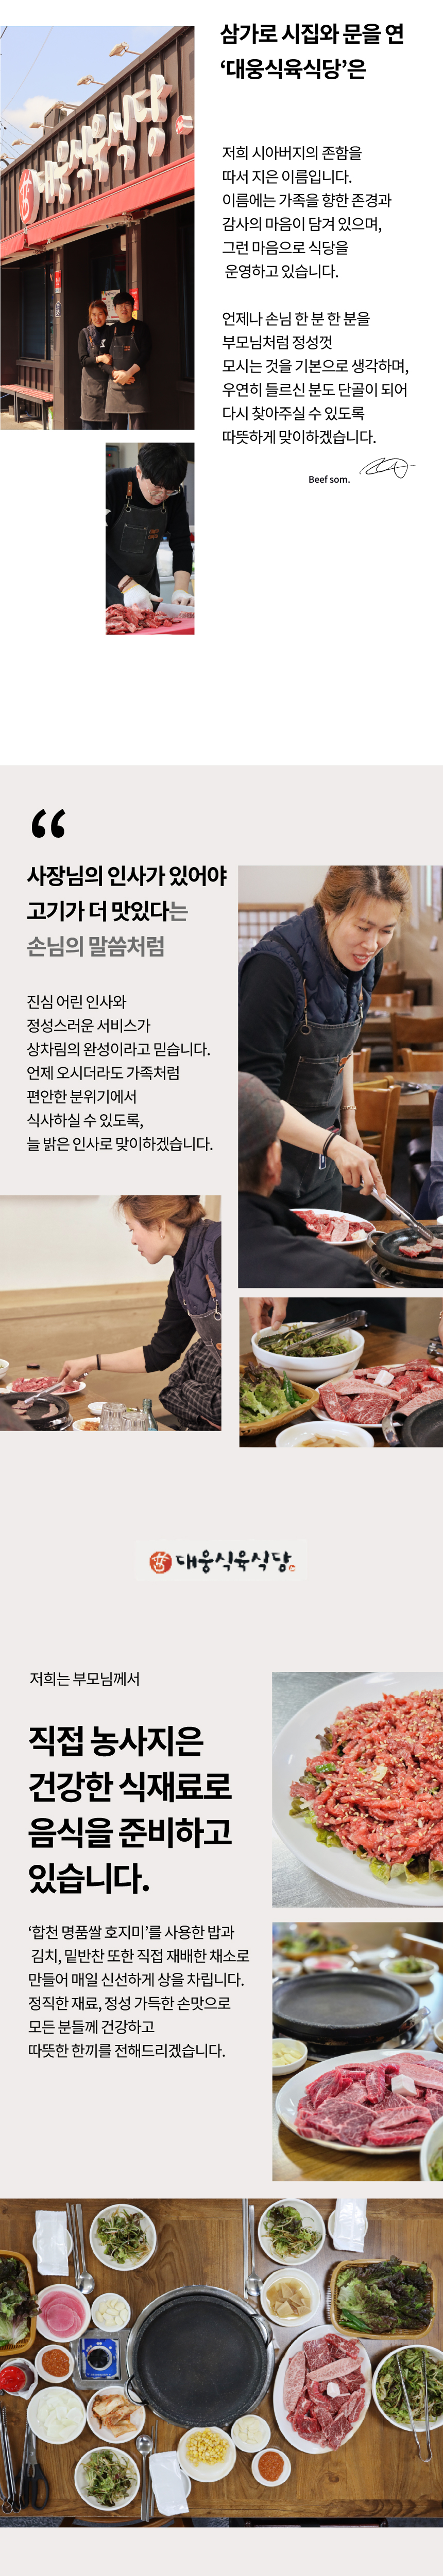 삼가로 시집와 문을 연
‘대웅식육식당’은
저희 시아버지의 존함을
따서 지은 이름입니다.
이름에는 가족을 향한 존경과
감사의 마음이 담겨 있으며,
그런 마음으로 식당을
운영하고 있습니다.
언제나 손님 한 분 한 분을
부모님처럼 정성껏
모시는 것을 기본으로 생각하며,
우연히 들르신 분도 단골이 되어
다시 찾아주실 수 있도록
따뜻하게 맞이하겠습니다.
Beef som.
“
사장님의 인사가 있어야
고기가 더 맛있다는
손님의 말씀처럼
진심 어린 인사와
정성스러운 서비스가
상차림의 완성이라고 믿습니다.
언제 오시더라도 가족처럼
편안한 분위기에서
식사하실 수 있도록,
늘 밝은 인사로 맞이하겠습니다.
대웅식육식당
저희는 부모님께서
직접 농사지은
건강한 식재료로
음식을 준비하고
있습니다.
‘합천 명품쌀 호지미’를 사용한 밥과
김치, 밑반찬 또한 직접 재배한 채소로
만들어 매일 신선하게 상을 차립니다.
정직한 재료, 정성 가득한 손맛으로
모든 분들께 건강하고
따뜻한 한끼를 전해드리겠습니다.